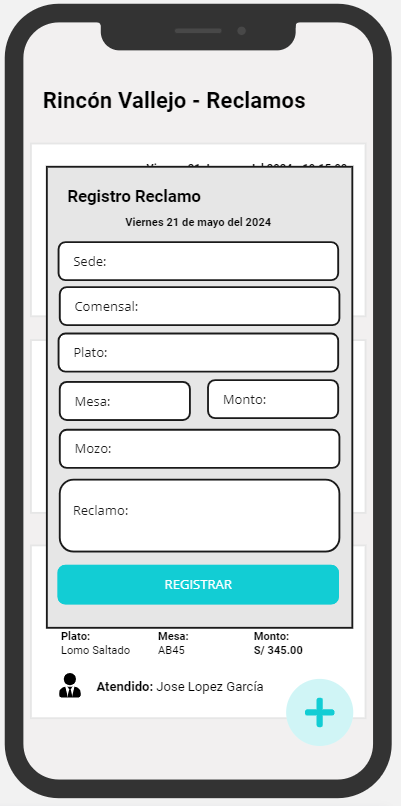 Rincón Vallejo - Reclamos
Registro Reclamo
Viernes 21 de mayo del 2024
Sede:
Comensal:
Plato:
Mesa: Monto:
Mozo:
Reclamo:
REGISTRAR
Plato: Mesa: Monto:
Lomo Saltado AB45 S/ 345.00
Atendido: Jose Lopez García